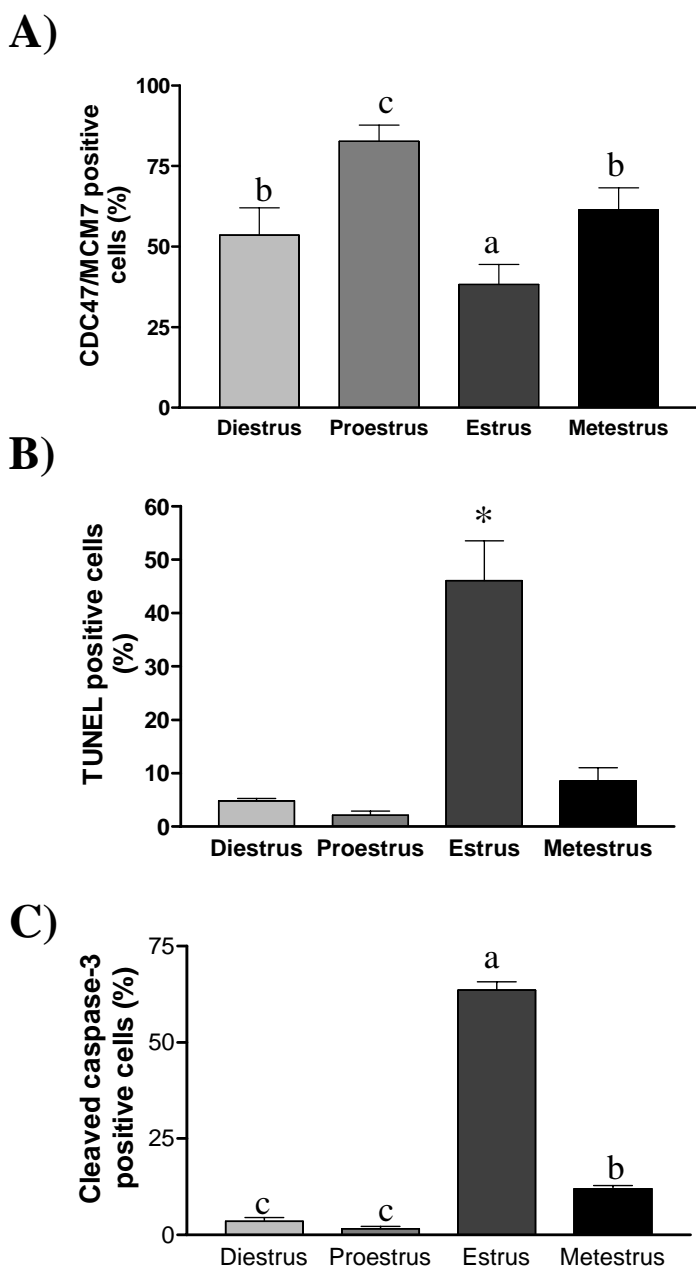 A)
CDC47/MCM7 positive
cells (%)
100
75
50
25
0
b
c
a
b
Diestrus Proestrus Estrus Metestrus
B)
TUNEL positive cells
(%)
60
50
40
30
20
10
0
*
Diestrus Proestrus Estrus Metestrus
C)
Cleaved caspase-3
positive cells (%)
75
50
25
0
c
c
a
b
Diestrus Proestrus Estrus Metestrus